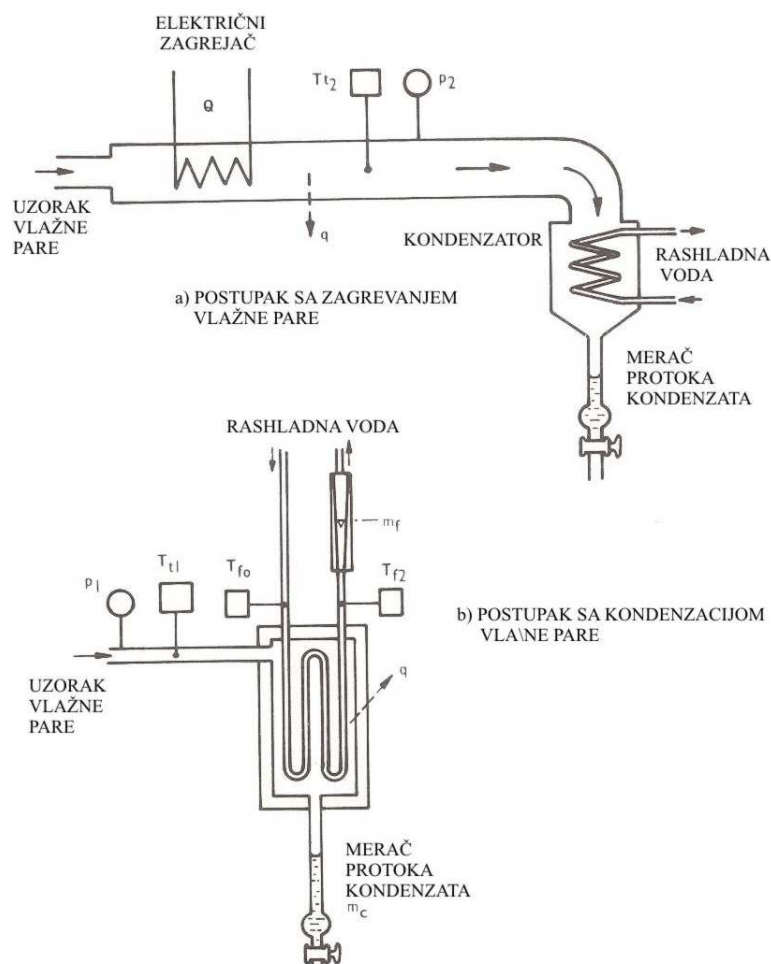 ELEKTRIČNI
ZAGREJAČ
Q
Tt2
p2
UZORAK
VLAŽNE
PARE
q
KONDENZATOR
RASHLADNA
VODA
a) POSTUPAK SA ZAGREVANJEM
VLAŽNE PARE
MERAČ
PROTOKA
KONDENZATA
RASHLADNA VODA
mf
p1
Tt1
Tfo
Tf2
b) POSTUPAK SA KONDENZACIJOM
VLA\NE PARE
UZORAK
VLAŽNE
PARE
q
MERAČ
PROTOKA
KONDENZATA
mc